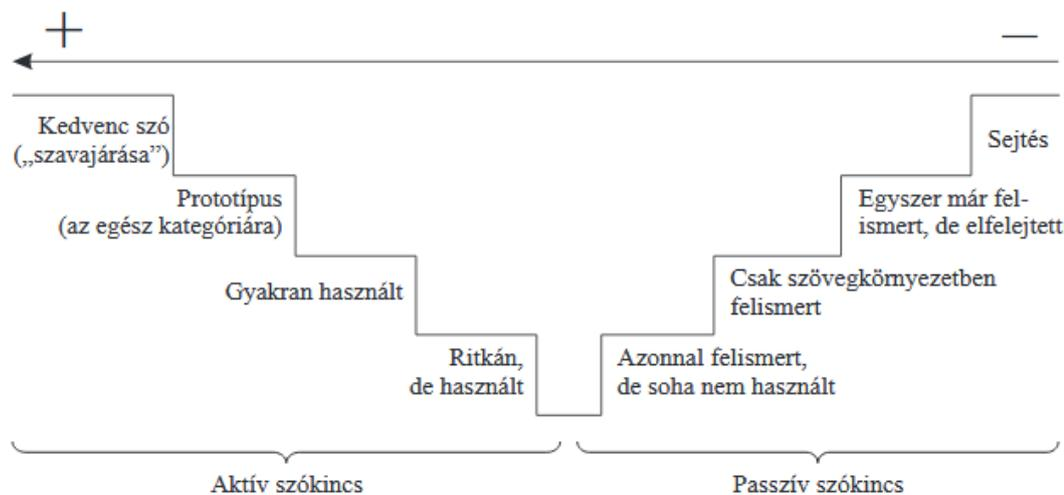 +
—
Kedvenc szó
(„szavajárása”)
Sejtés
Prototípus
(az egész kategóriára)
Egyszer már fel-
ismert, de elfelejtett
Gyakran használt
Csak szövegkörnyezetben
felismert
Ritkán,
de használt
Azonnal felismert,
de soha nem használt
Aktív szókincs
Passzív szókincs